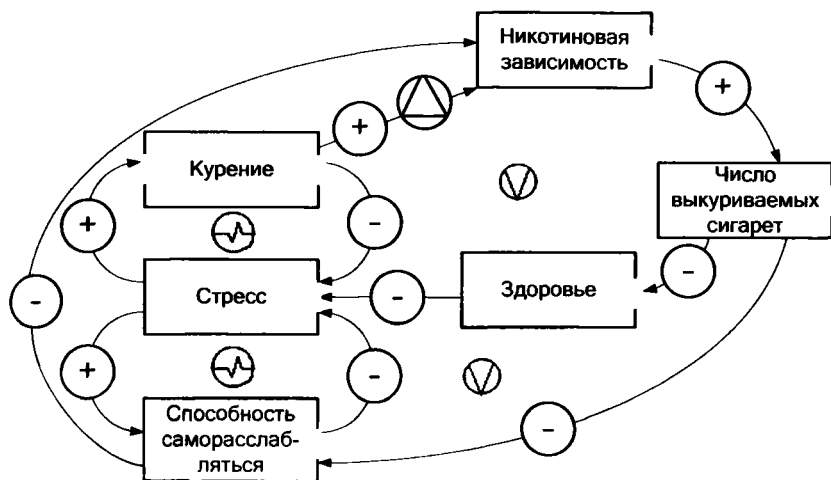 Никотиновая
зависимость
+
+
Курение
Число
выкуриваемых
сигарет
+
-
-
Стресс
-
Здоровье
-
+
-
Способность
саморасслаб-
ляться
-